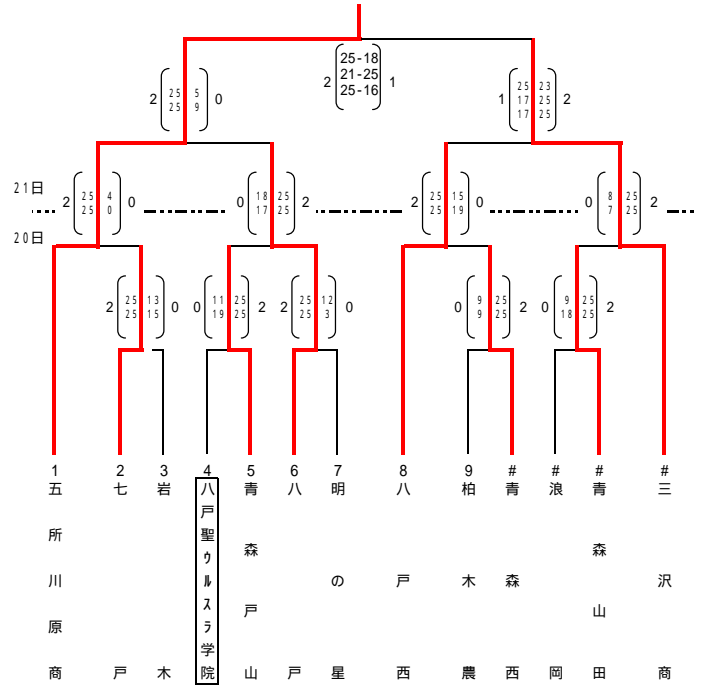 25-18
21-25
25-16
2 1
2 25 5 0
25 9
1 25 23 2
17 25
17 25
21日
2 25 4 0
25 0
0 18 25 2
17 25
2 25 15 0
25 19
0 8 25 2
7 25
20日
2 25 13 0
25 15
0 11 25 2
19 25
2 25 12 0
25 3
0 9 25 2
9 25
0 9 25 2
18 25
1 2 3 4 5 6 7 8 9 # # # #
五所川原商
七戸
岩木
八戸聖ウルスラ学院
青森戸山
八戸
明の星
八戸西
柏木農
青森西
浪岡
青森山田
三沢商